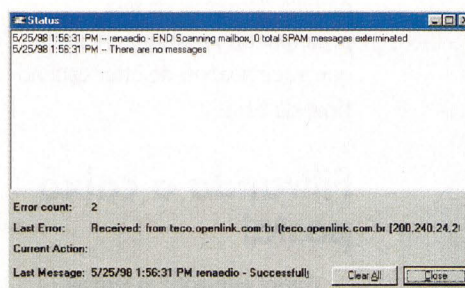 Status
5/25/98 1:56:31 PM -- renaedio - END Scanning mailbox, 0 total SPAM messages exterminated
5/25/98 1:56:31 PM -- There are no messages
Error count: 2
Last Error: Received: from teco.openlink.com.br (teco.openlink.com.br [200.240.24.2
Current Action:
Last Message: 5/25/98 1:56:31 PM renaedio - Successfull
Clear All
Close